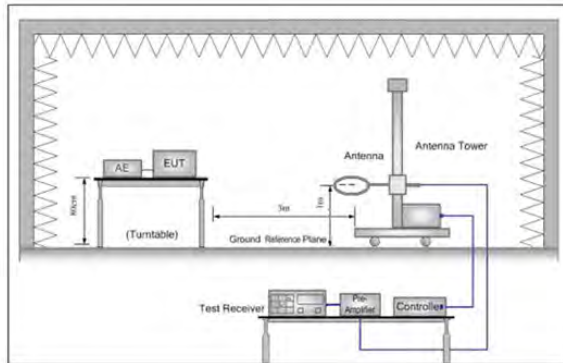 Antenna Tower
Antenna
AE
EUT
80cm
3m
1m
(Turntable)
Ground Reference Plane
Test Receiver
Pre-
Amplifier
Controller